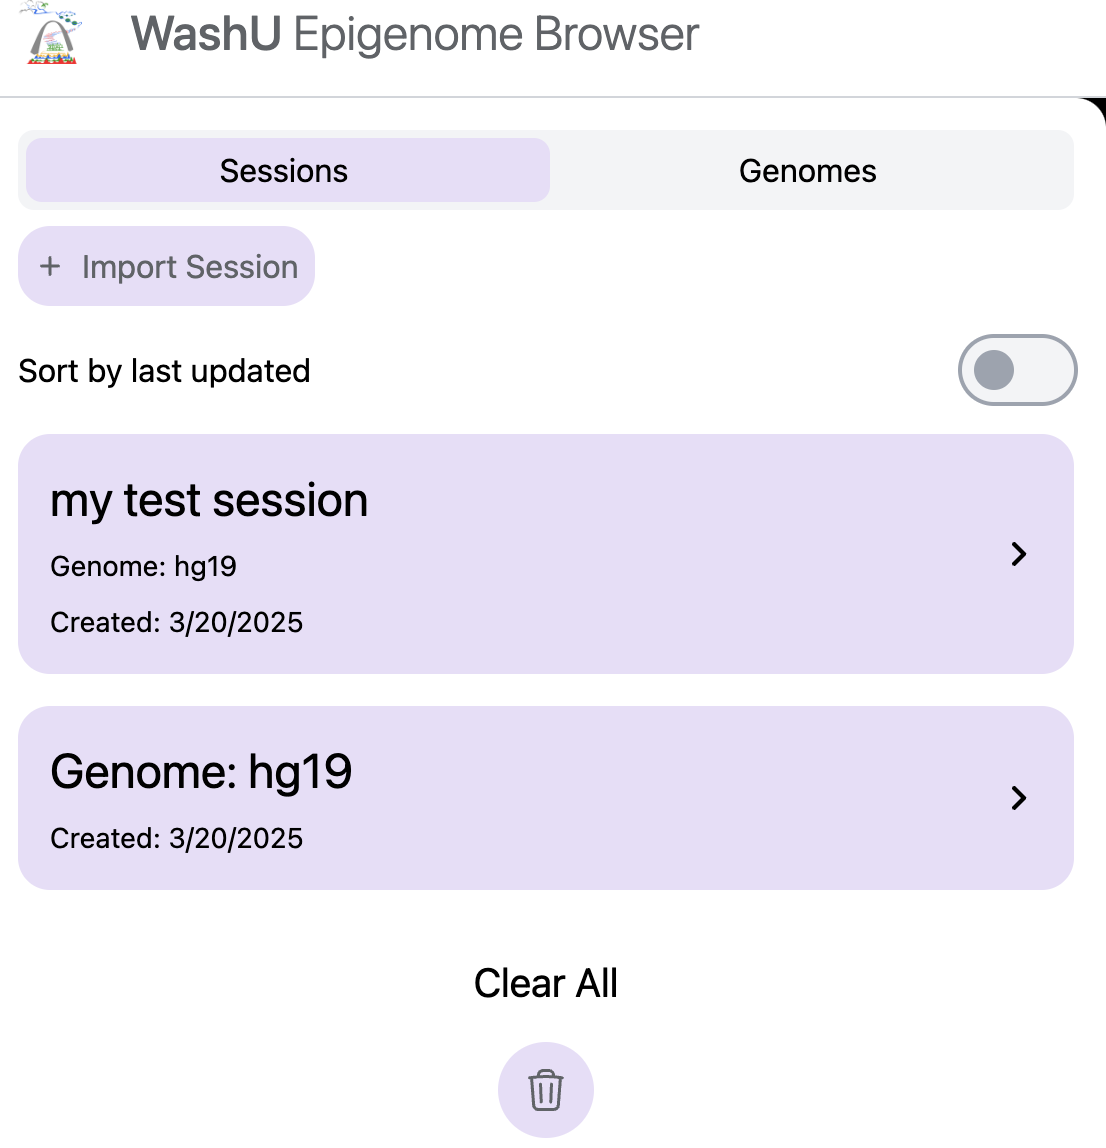 WashU Epigenome Browser
Sessions
Genomes
+ Import Session
Sort by last updated
my test session
Genome: hg19
Created: 3/20/2025
Genome: hg19
Created: 3/20/2025
Clear All